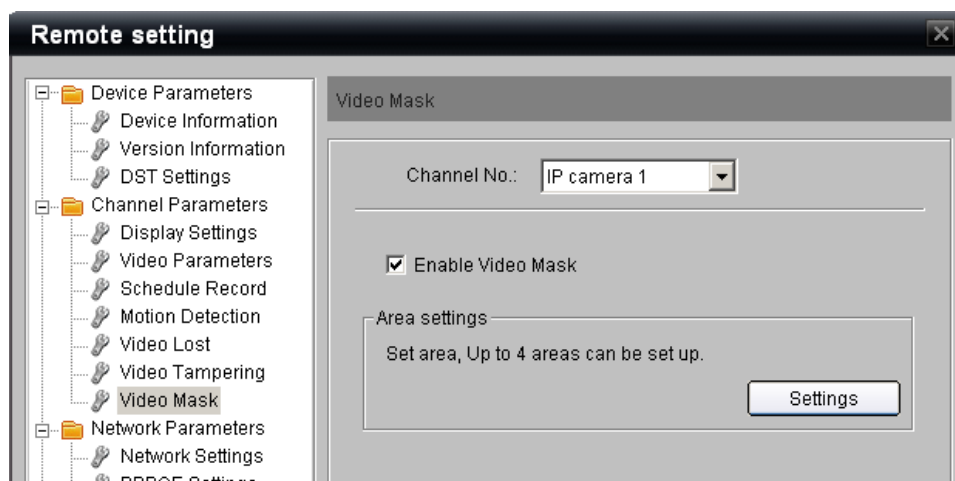 Remote setting
Device Parameters
Device Information
Version Information
DST Settings
Channel Parameters
Display Settings
Video Parameters
Schedule Record
Motion Detection
Video Lost
Video Tampering
Video Mask
Network Parameters
Network Settings
Video Mask
Channel No.:
IP camera 1
Enable Video Mask
Area settings
Set area, Up to 4 areas can be set up.
Settings